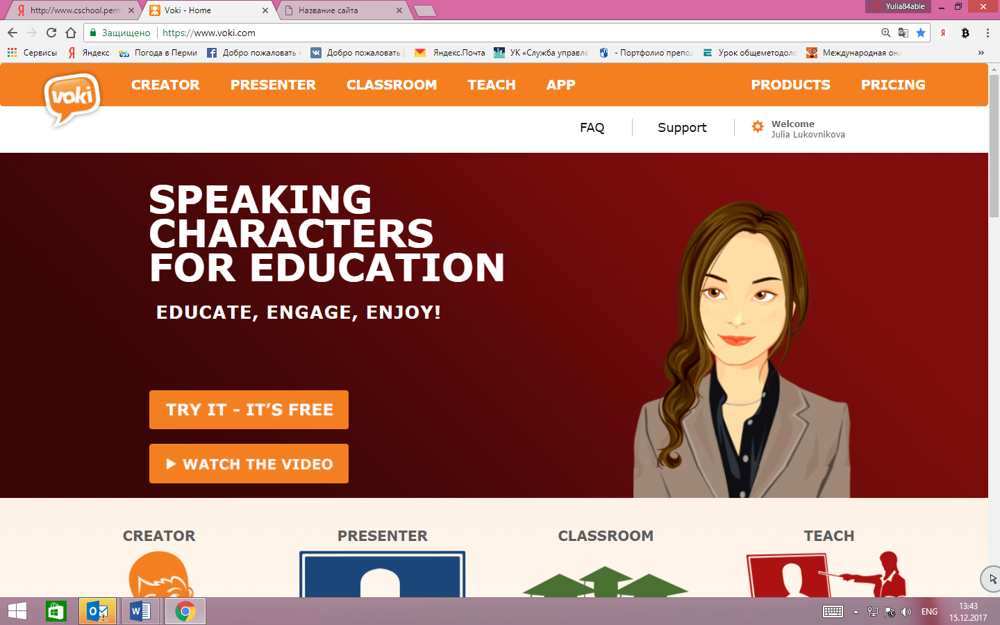 http://www.cschool.perm
Voki - Home
Название сайта
Yulia84able
Защищено
https://www.voki.com
Сервисы
Яндекс
Погода в Перми
Добро пожаловать
Добро пожаловать
Яндекс.Почта
УК «Служба управле
- Портфолио препод
Урок общеметодоло
Международная онл
voki
CREATOR
PRESENTER
CLASSROOM
TEACH
APP
PRODUCTS
PRICING
FAQ
Support
Welcome
Julia Lukovnikova
SPEAKING
CHARACTERS
FOR EDUCATION
EDUCATE, ENGAGE, ENJOY!
TRY IT - IT’S FREE
WATCH THE VIDEO
CREATOR
PRESENTER
CLASSROOM
TEACH
ENG
13:43
15.12.2017